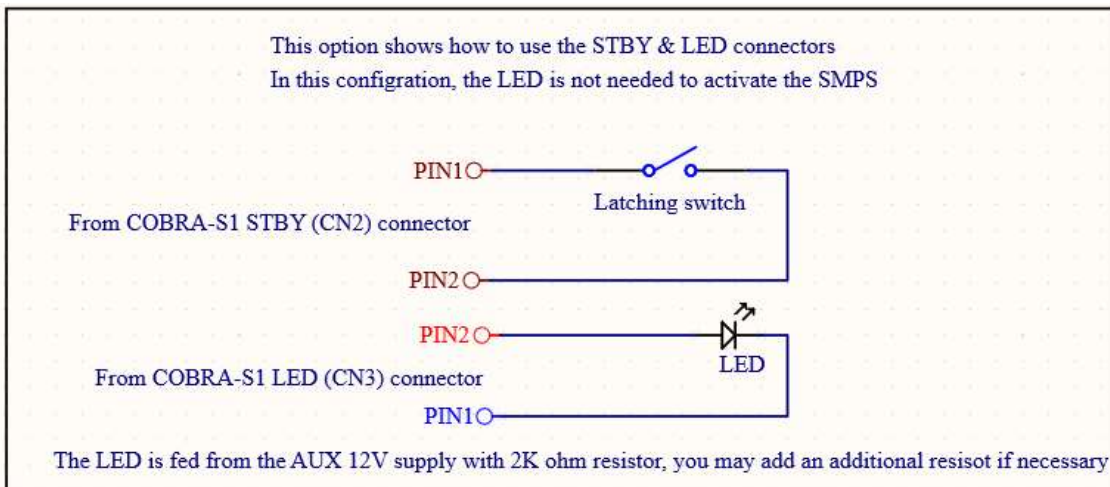 This option shows how to use the STBY & LED connectors
In this configration, the LED is not needed to activate the SMPS
PIN1
Latching switch
From COBRA-S1 STBY (CN2) connector
PIN2
PIN2
LED
From COBRA-S1 LED (CN3) connector
PIN1
The LED is fed from the AUX 12V supply with 2K ohm resistor, you may add an additional resisot if necessary